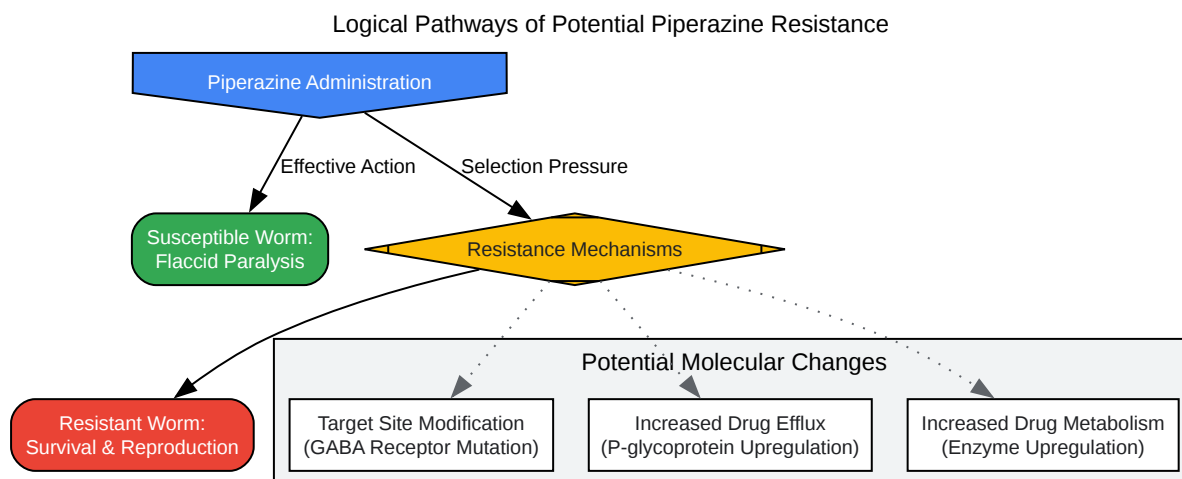 Logical Pathways of Potential Piperazine Resistance
Piperazine Administration
Effective Action
Selection Pressure
Susceptible Worm:
Flaccid Paralysis
Resistance Mechanisms
Potential Molecular Changes
Resistant Worm:
Survival & Reproduction
Target Site Modification
(GABA Receptor Mutation)
Increased Drug Efflux
(P-glycoprotein Upregulation)
Increased Drug Metabolism
(Enzyme Upregulation)